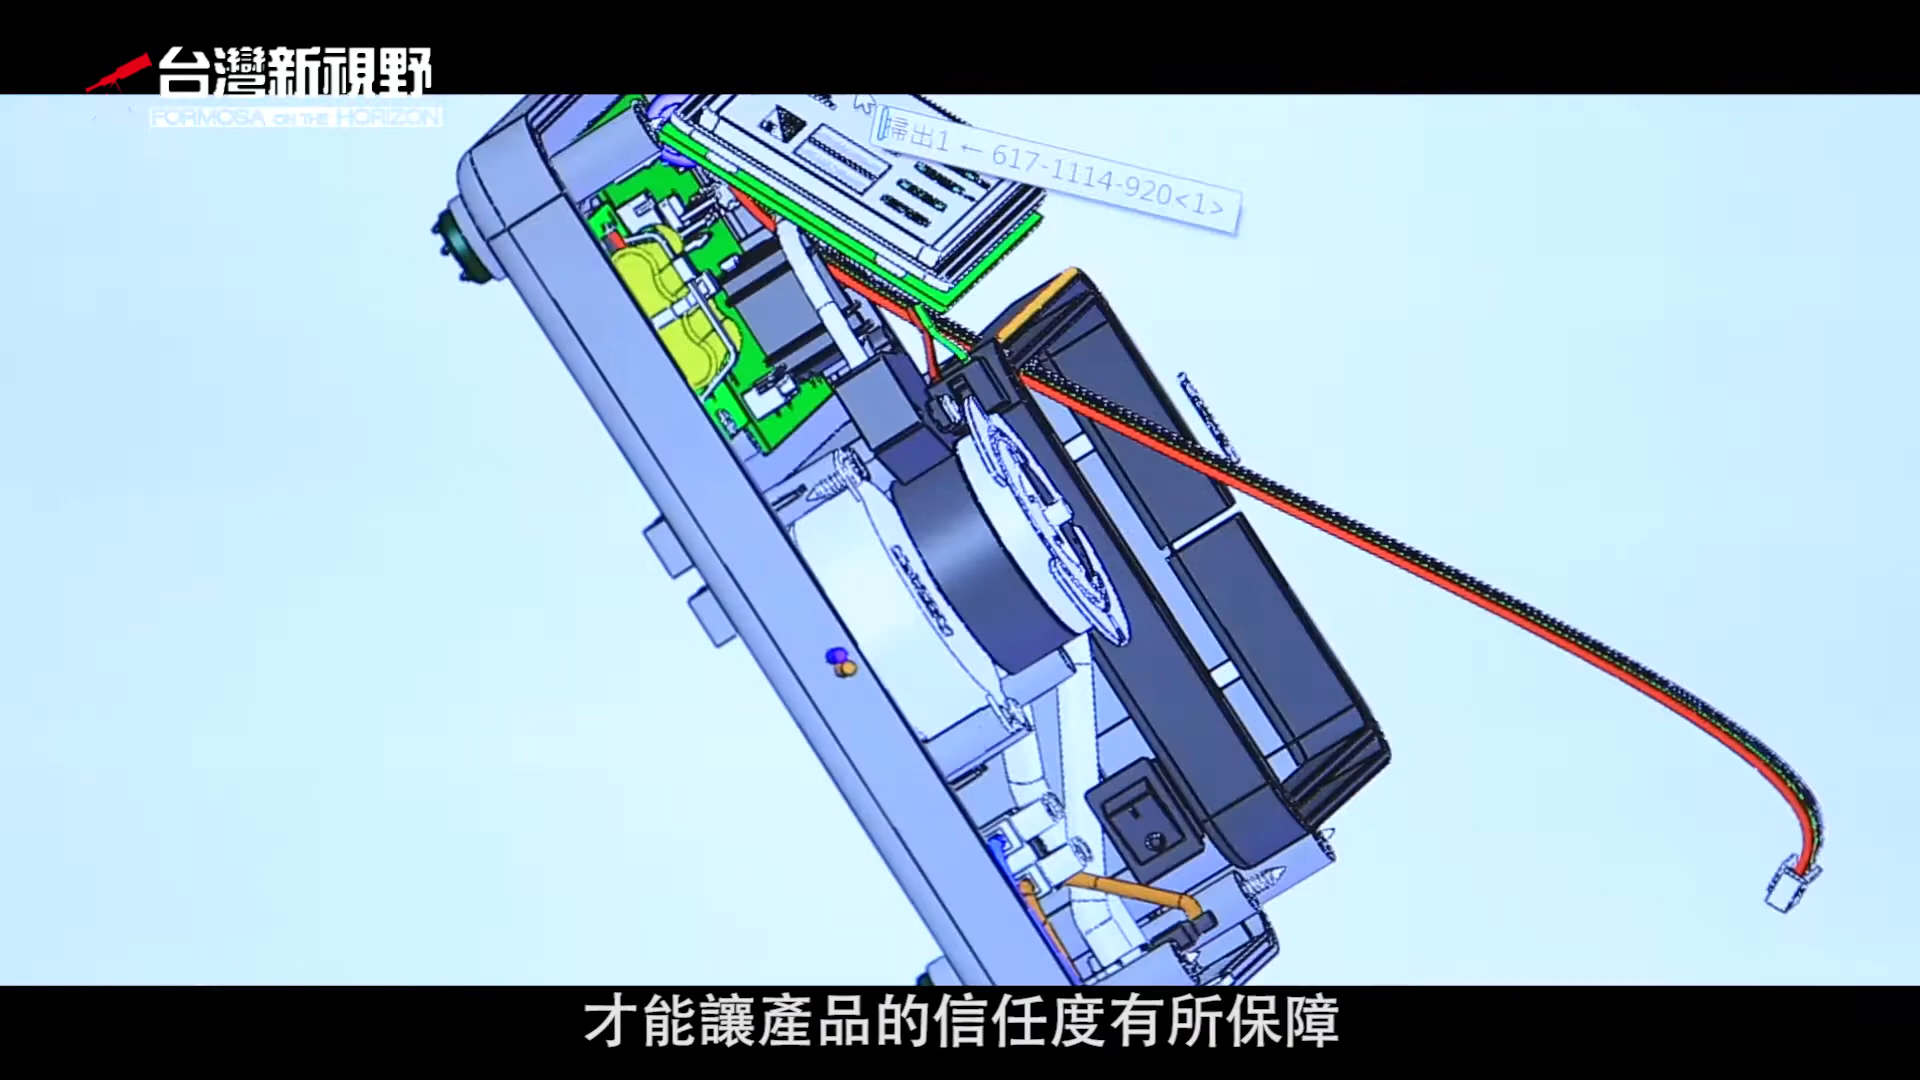 台灣新視野
FORMOSA ON THE HORIZON
掃出1 ← 617-1114-920<1>
才能讓產品的信任度有所保障